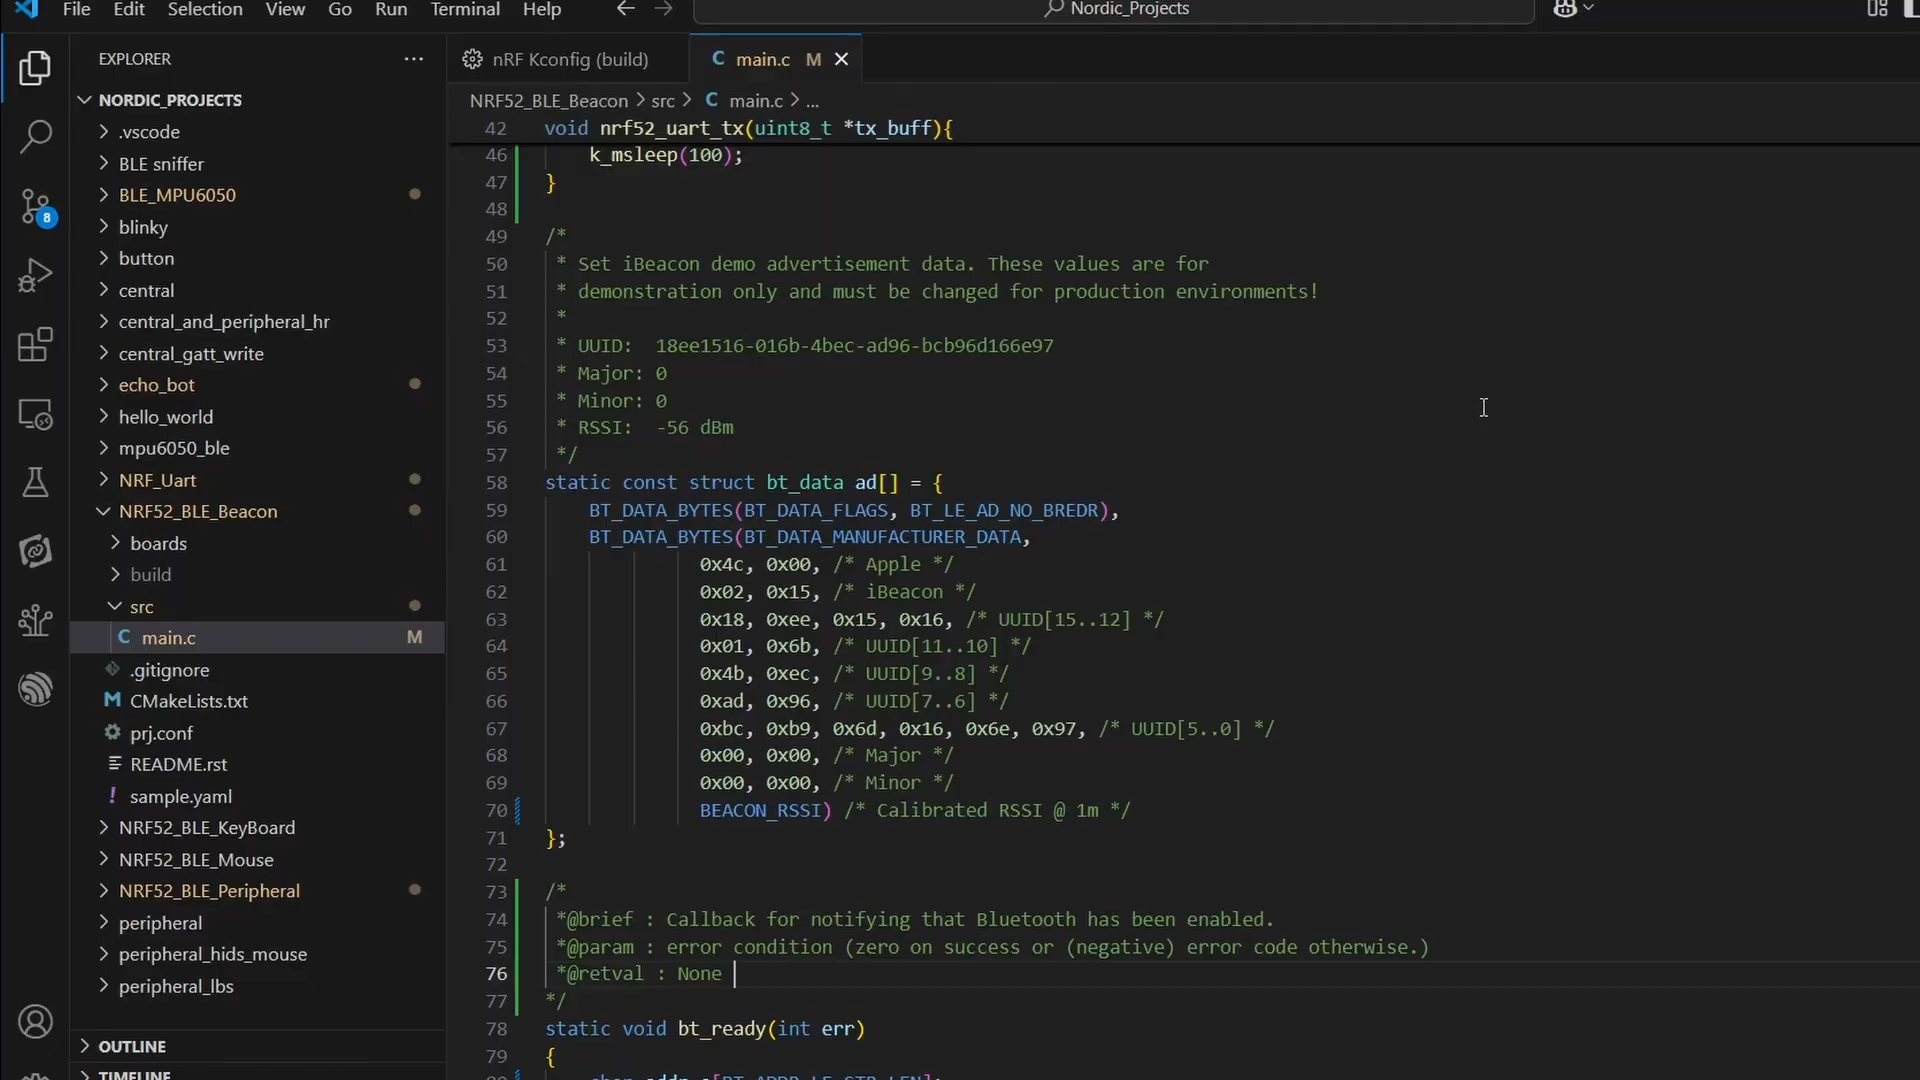 File Edit Selection View Go Run Terminal Help
Nordic_Projects
EXPLORER
NORDIC_PROJECTS
.vscode
BLE sniffer
BLE_MPU6050
blinky
button
central
central_and_peripheral_hr
central_gatt_write
echo_bot
hello_world
mpu6050_ble
NRF_Uart
NRF52_BLE_Beacon
boards
build
src
C main.c M
.gitignore
CMakeLists.txt
prj.conf
README.rst
sample.yaml
NRF52_BLE_KeyBoard
NRF52_BLE_Mouse
NRF52_BLE_Peripheral
peripheral
peripheral_hids_mouse
peripheral_lbs
OUTLINE
TIMELINE
8
nRF Kconfig (build)
C main.c M
NRF52_BLE_Beacon > src > C main.c > ...
42 void nrf52_uart_tx(uint8_t *tx_buff){
46 k_msleep(100);
47 }
48
49 /*
50 * Set iBeacon demo advertisement data. These values are for
51 * demonstration only and must be changed for production environments!
52 *
53 * UUID: 18ee1516-016b-4bec-ad96-bcb96d166e97
54 * Major: 0
55 * Minor: 0
56 * RSSI: -56 dBm
57 */
58 static const struct bt_data ad[] = {
59 BT_DATA_BYTES(BT_DATA_FLAGS, BT_LE_AD_NO_BREDR),
60 BT_DATA_BYTES(BT_DATA_MANUFACTURER_DATA,
61 0x4c, 0x00, /* Apple */
62 0x02, 0x15, /* iBeacon */
63 0x18, 0xee, 0x15, 0x16, /* UUID[15..12] */
64 0x01, 0x6b, /* UUID[11..10] */
65 0x4b, 0xec, /* UUID[9..8] */
66 0xad, 0x96, /* UUID[7..6] */
67 0xbc, 0xb9, 0x6d, 0x16, 0x6e, 0x97, /* UUID[5..0] */
68 0x00, 0x00, /* Major */
69 0x00, 0x00, /* Minor */
70 BEACON_RSSI) /* Calibrated RSSI @ 1m */
71 };
72
73 /*
74 *@brief : Callback for notifying that Bluetooth has been enabled.
75 *@param : error condition (zero on success or (negative) error code otherwise.)
76 *@retval : None
77 */
78 static void bt_ready(int err)
79 {